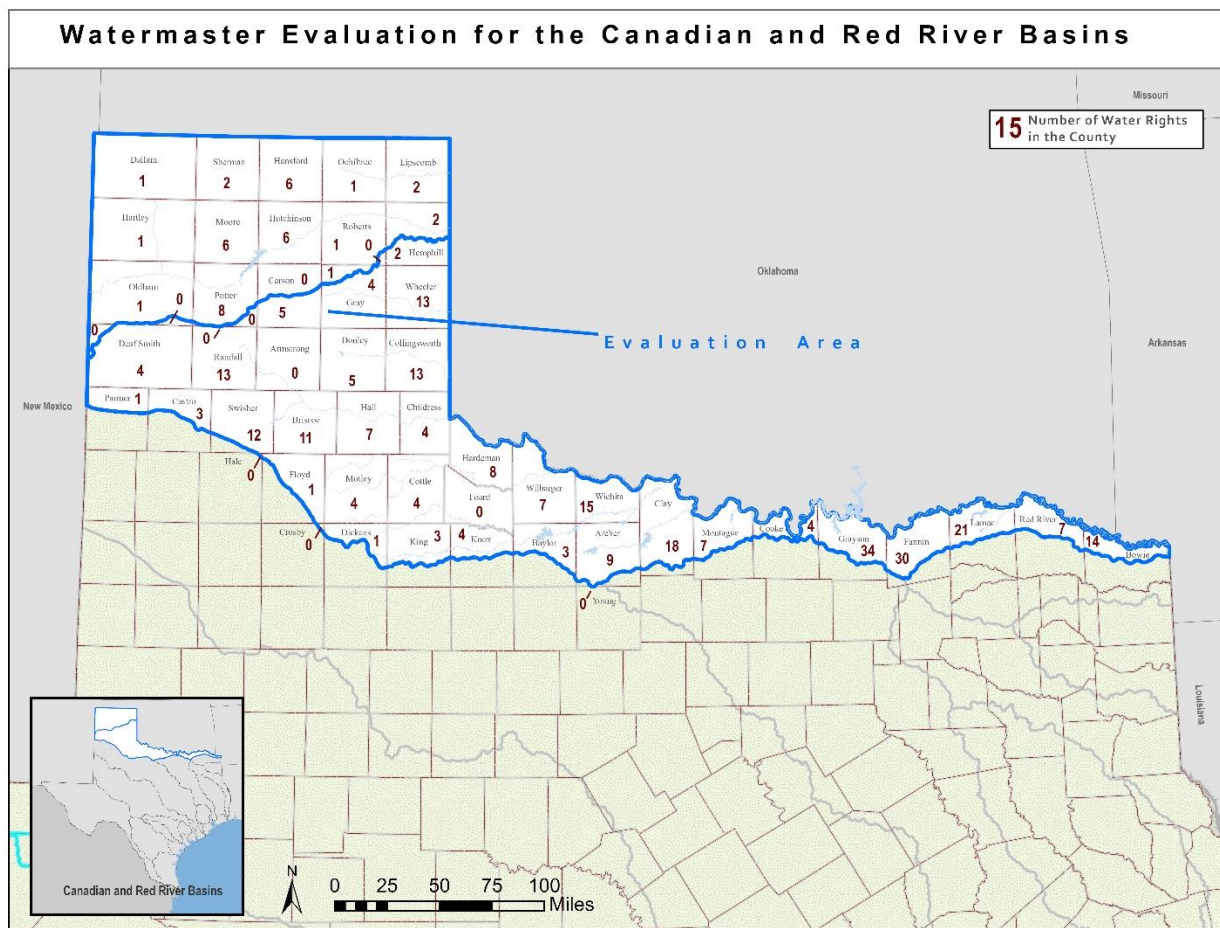 Watermaster Evaluation for the Canadian and Red River Basins
Missouri
15 Number of Water Rights
in the County
Dallam
1
Sherman
2
Hansford
6
Ochiltree
1
Lipscomb
2
Hartley
1
Moore
6
Hutchinson
6
Roberts
1 0
2
2
Hemphill
Oklahoma
Oldham
1
0
0
Potter
8
0
0
Carson 0
5
1
4
Gray
Wheeler
13
Evaluation Area
Arkansas
Deaf Smith
4
Randall
13
Armstrong
0
Donley
5
Collingsworth
13
New Mexico
Parmer 1
Castro
3
Swisher
12
Briscoe
11
Hall
7
Childress
4
Hale
0
Floyd
1
Motley
4
Cottle
4
Hardeman
8
Foard
0
Wilbarger
7
Wichita
15
Clay
18
Crosby
0
Dickens
1
King 3
4
Knox
Baylor
3
Archer
9
Montague
7
Cooke
4
Grayson
34
Fannin
30
Lamar
21
Red River
7
14
Bowie
0 Young
Louisiana
Canadian and Red River Basins
N
0 25 50 75 100
Miles